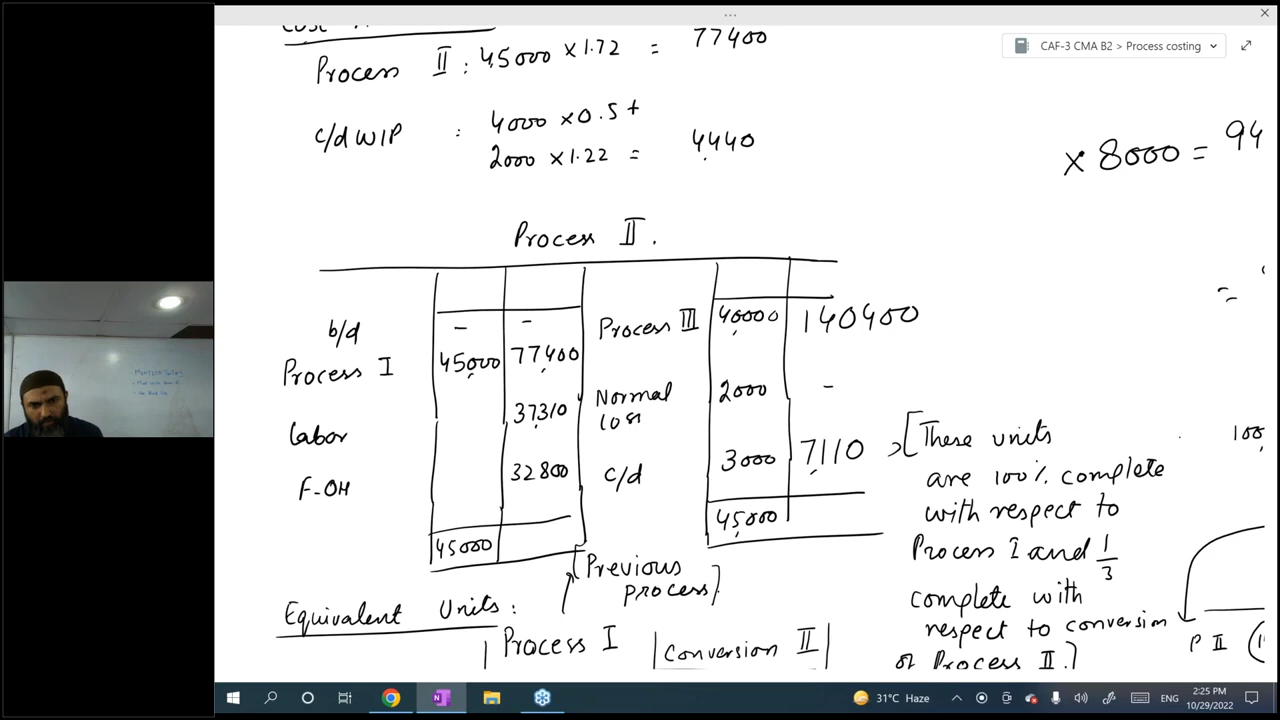 CAF-3 CMA B2 > Process costing
Process II : 45000 × 1.72 = 77400
c/d WIP : 4000 × 0.5 +
2000 × 1.22 = 4440
× 8000 = 94
Process II.
b/d - - Process III 40000 140400
Process I 45000 77400
37310 Normal loss 2000 -
Labor
F-OH 32800 c/d 3000 7110
45000
45000
[These units
are 100% complete
with respect to
Process I and 1/3
complete with
respect to conversion
of Process II.]
100
=
P II (
[Previous
process]
Equivalent Units :
Process I | Conversion II |
31°C Haze
ENG
2:25 PM
10/29/2022